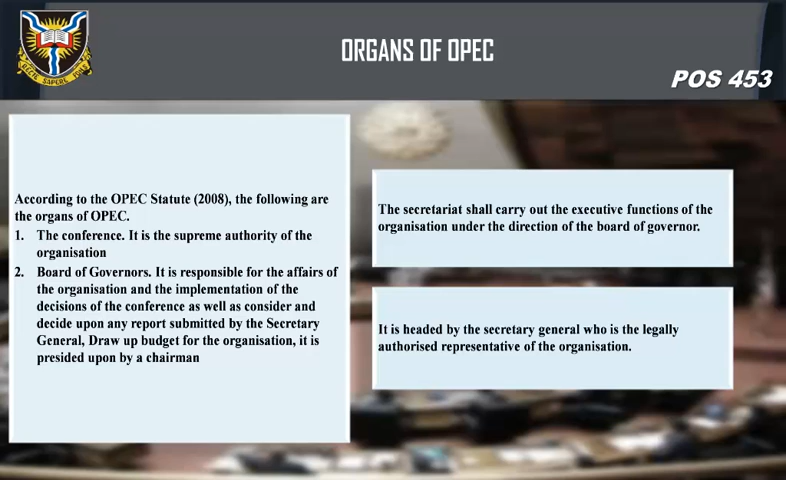 ORGANS OF OPEC
POS 453
RECTE SAPERE FONS
According to the OPEC Statute (2008), the following are
the organs of OPEC.
1. The conference. It is the supreme authority of the
organisation
2. Board of Governors. It is responsible for the affairs of
the organisation and the implementation of the
decisions of the conference as well as consider and
decide upon any report submitted by the Secretary
General, Draw up budget for the organisation, it is
presided upon by a chairman
The secretariat shall carry out the executive functions of the
organisation under the direction of the board of governor.
It is headed by the secretary general who is the legally
authorised representative of the organisation.